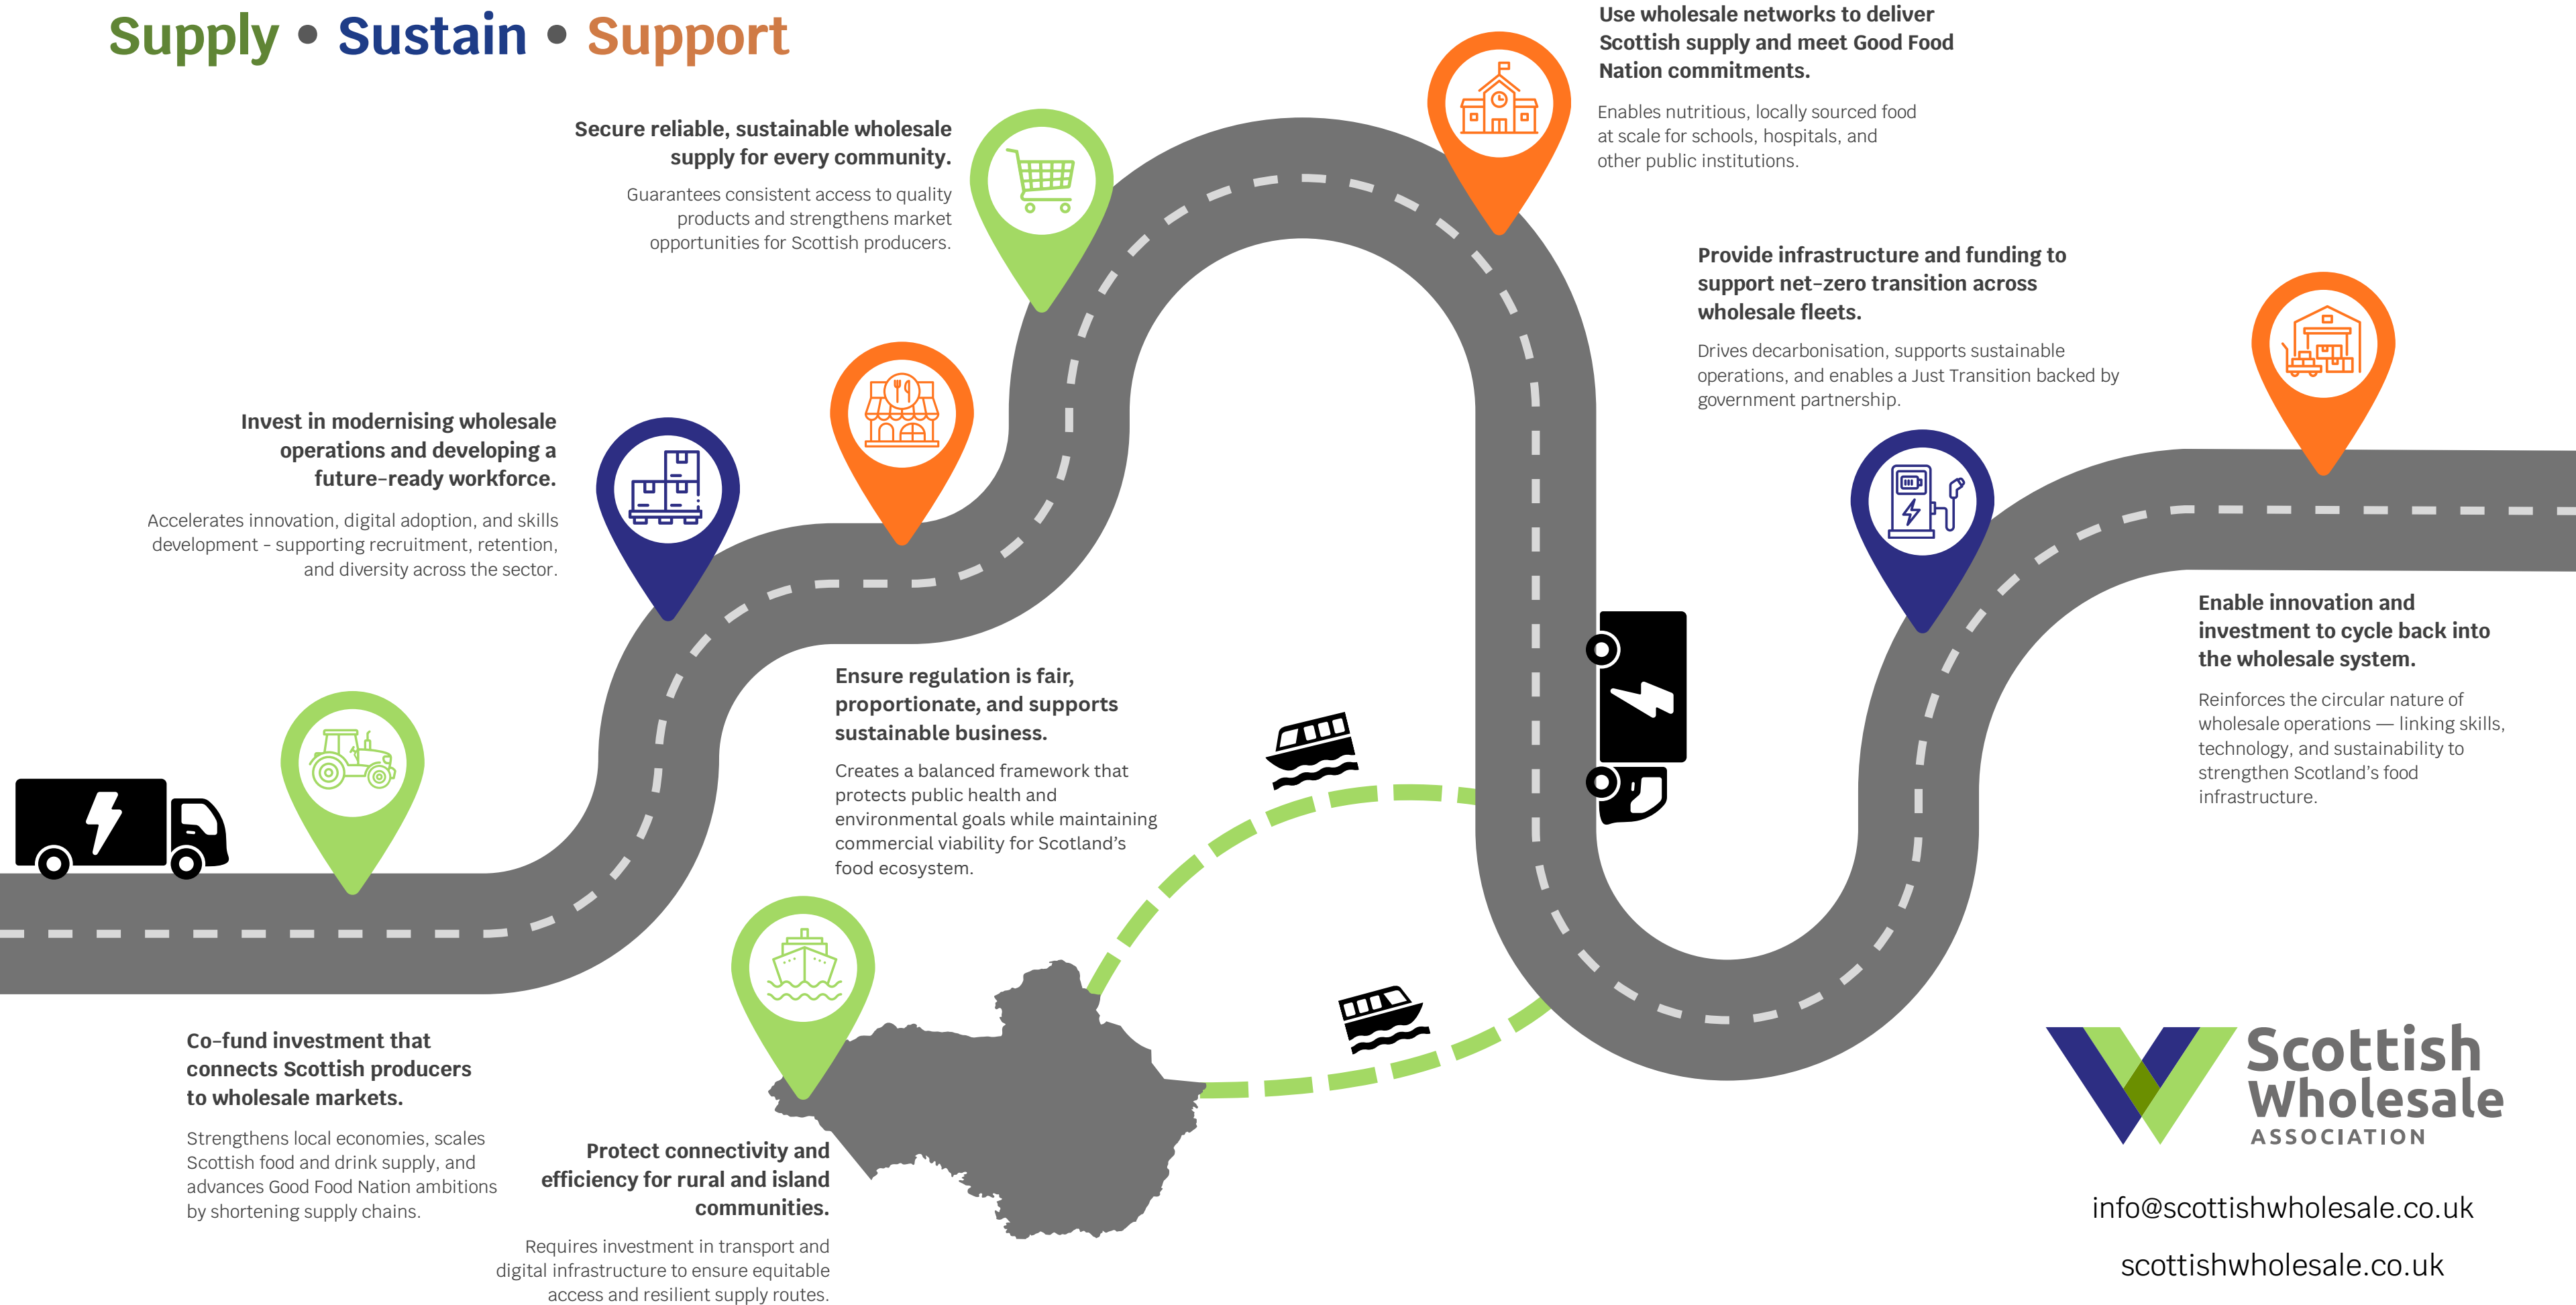 Supply • Sustain • Support
Use wholesale networks to deliver
Scottish supply and meet Good Food
Nation commitments.
Enables nutritious, locally sourced food
at scale for schools, hospitals, and
other public institutions.
Secure reliable, sustainable wholesale
supply for every community.
Guarantees consistent access to quality
products and strengthens market
opportunities for Scottish producers.
Provide infrastructure and funding to
support net-zero transition across
wholesale fleets.
Drives decarbonisation, supports sustainable
operations, and enables a Just Transition backed by
government partnership.
Invest in modernising wholesale
operations and developing a
future-ready workforce.
Accelerates innovation, digital adoption, and skills
development - supporting recruitment, retention,
and diversity across the sector.
Enable innovation and
investment to cycle back into
the wholesale system.
Reinforces the circular nature of
wholesale operations — linking skills,
technology, and sustainability to
strengthen Scotland's food
infrastructure.
Ensure regulation is fair,
proportionate, and supports
sustainable business.
Creates a balanced framework that
protects public health and
environmental goals while maintaining
commercial viability for Scotland's
food ecosystem.
Co-fund investment that
connects Scottish producers
to wholesale markets.
Strengthens local economies, scales
Scottish food and drink supply, and
advances Good Food Nation ambitions
by shortening supply chains.
Protect connectivity and
efficiency for rural and island
communities.
Requires investment in transport and
digital infrastructure to ensure equitable
access and resilient supply routes.
Scottish
Wholesale
ASSOCIATION
info@scottishwholesale.co.uk
scottishwholesale.co.uk